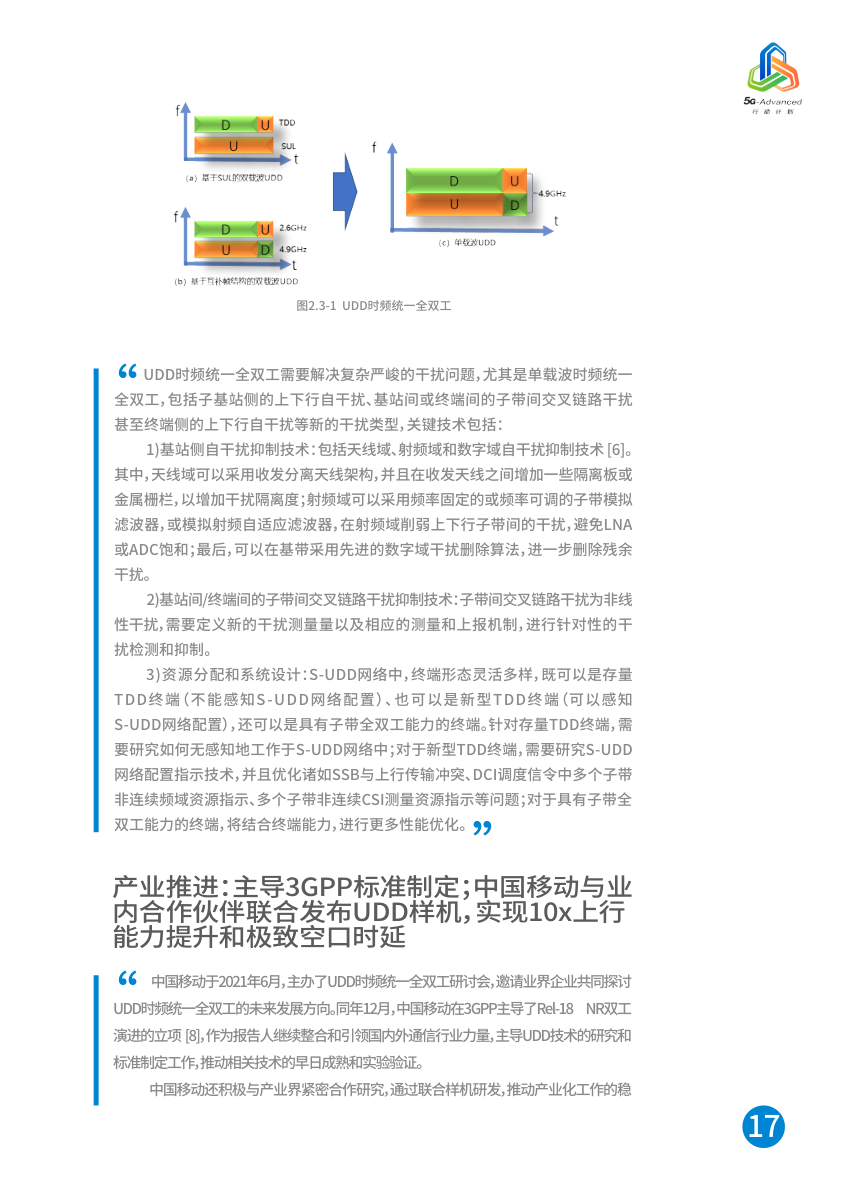 5G-Advanced
行动计划
f
D U TDD
U SUL
t
(a) 基于SUL的双载波UDD
f
D U 2.6GHz
U D 4.9GHz
t
(b) 基于互补帧结构的双载波UDD
f
D U
U D
4.9GHz
t
(c) 单载波UDD
图2.3-1 UDD时频统一全双工
“ UDD时频统一全双工需要解决复杂严峻的干扰问题，尤其是单载波时频统一
全双工，包括子基站侧的上下行自干扰、基站间或终端间的子带间交叉链路干扰
甚至终端侧的上下行自干扰等新的干扰类型，关键技术包括：
1)基站侧自干扰抑制技术：包括天线域、射频域和数字域自干扰抑制技术 [6]。
其中，天线域可以采用收发分离天线架构，并且在收发天线之间增加一些隔离板或
金属栅栏，以增加干扰隔离度；射频域可以采用频率固定的或频率可调的子带模拟
滤波器，或模拟射频自适应滤波器，在射频域削弱上下行子带间的干扰，避免LNA
或ADC饱和；最后，可以在基带采用先进的数字域干扰删除算法，进一步删除残余
干扰。
2)基站间/终端间的子带间交叉链路干扰抑制技术：子带间交叉链路干扰为非线
性干扰，需要定义新的干扰测量量以及相应的测量和上报机制，进行针对性的干
扰检测和抑制。
3)资源分配和系统设计：S-UDD网络中，终端形态灵活多样，既可以是存量
TDD终端（不能感知S-UDD网络配置）、也可以是新型TDD终端（可以感知
S-UDD网络配置），还可以是具有子带全双工能力的终端。针对存量TDD终端，需
要研究如何无感知地工作于S-UDD网络中；对于新型TDD终端，需要研究S-UDD
网络配置指示技术，并且优化诸如SSB与上行传输冲突、DCI调度信令中多个子带
非连续频域资源指示、多个子带非连续CSI测量资源指示等问题；对于具有子带全
双工能力的终端，将结合终端能力，进行更多性能优化。 ”
产业推进：主导3GPP标准制定；中国移动与业
内合作伙伴联合发布UDD样机，实现10x上行
能力提升和极致空口时延
“ 中国移动于2021年6月，主办了UDD时频统一全双工研讨会，邀请业界企业共同探讨
UDD时频统一全双工的未来发展方向。同年12月，中国移动在3GPP主导了Rel-18 NR双工
演进的立项 [8]，作为报告人继续整合和引领国内外通信行业力量，主导UDD技术的研究和
标准制定工作，推动相关技术的早日成熟和实验验证。
中国移动还积极与产业界紧密合作研究，通过联合样机研发，推动产业化工作的稳
17